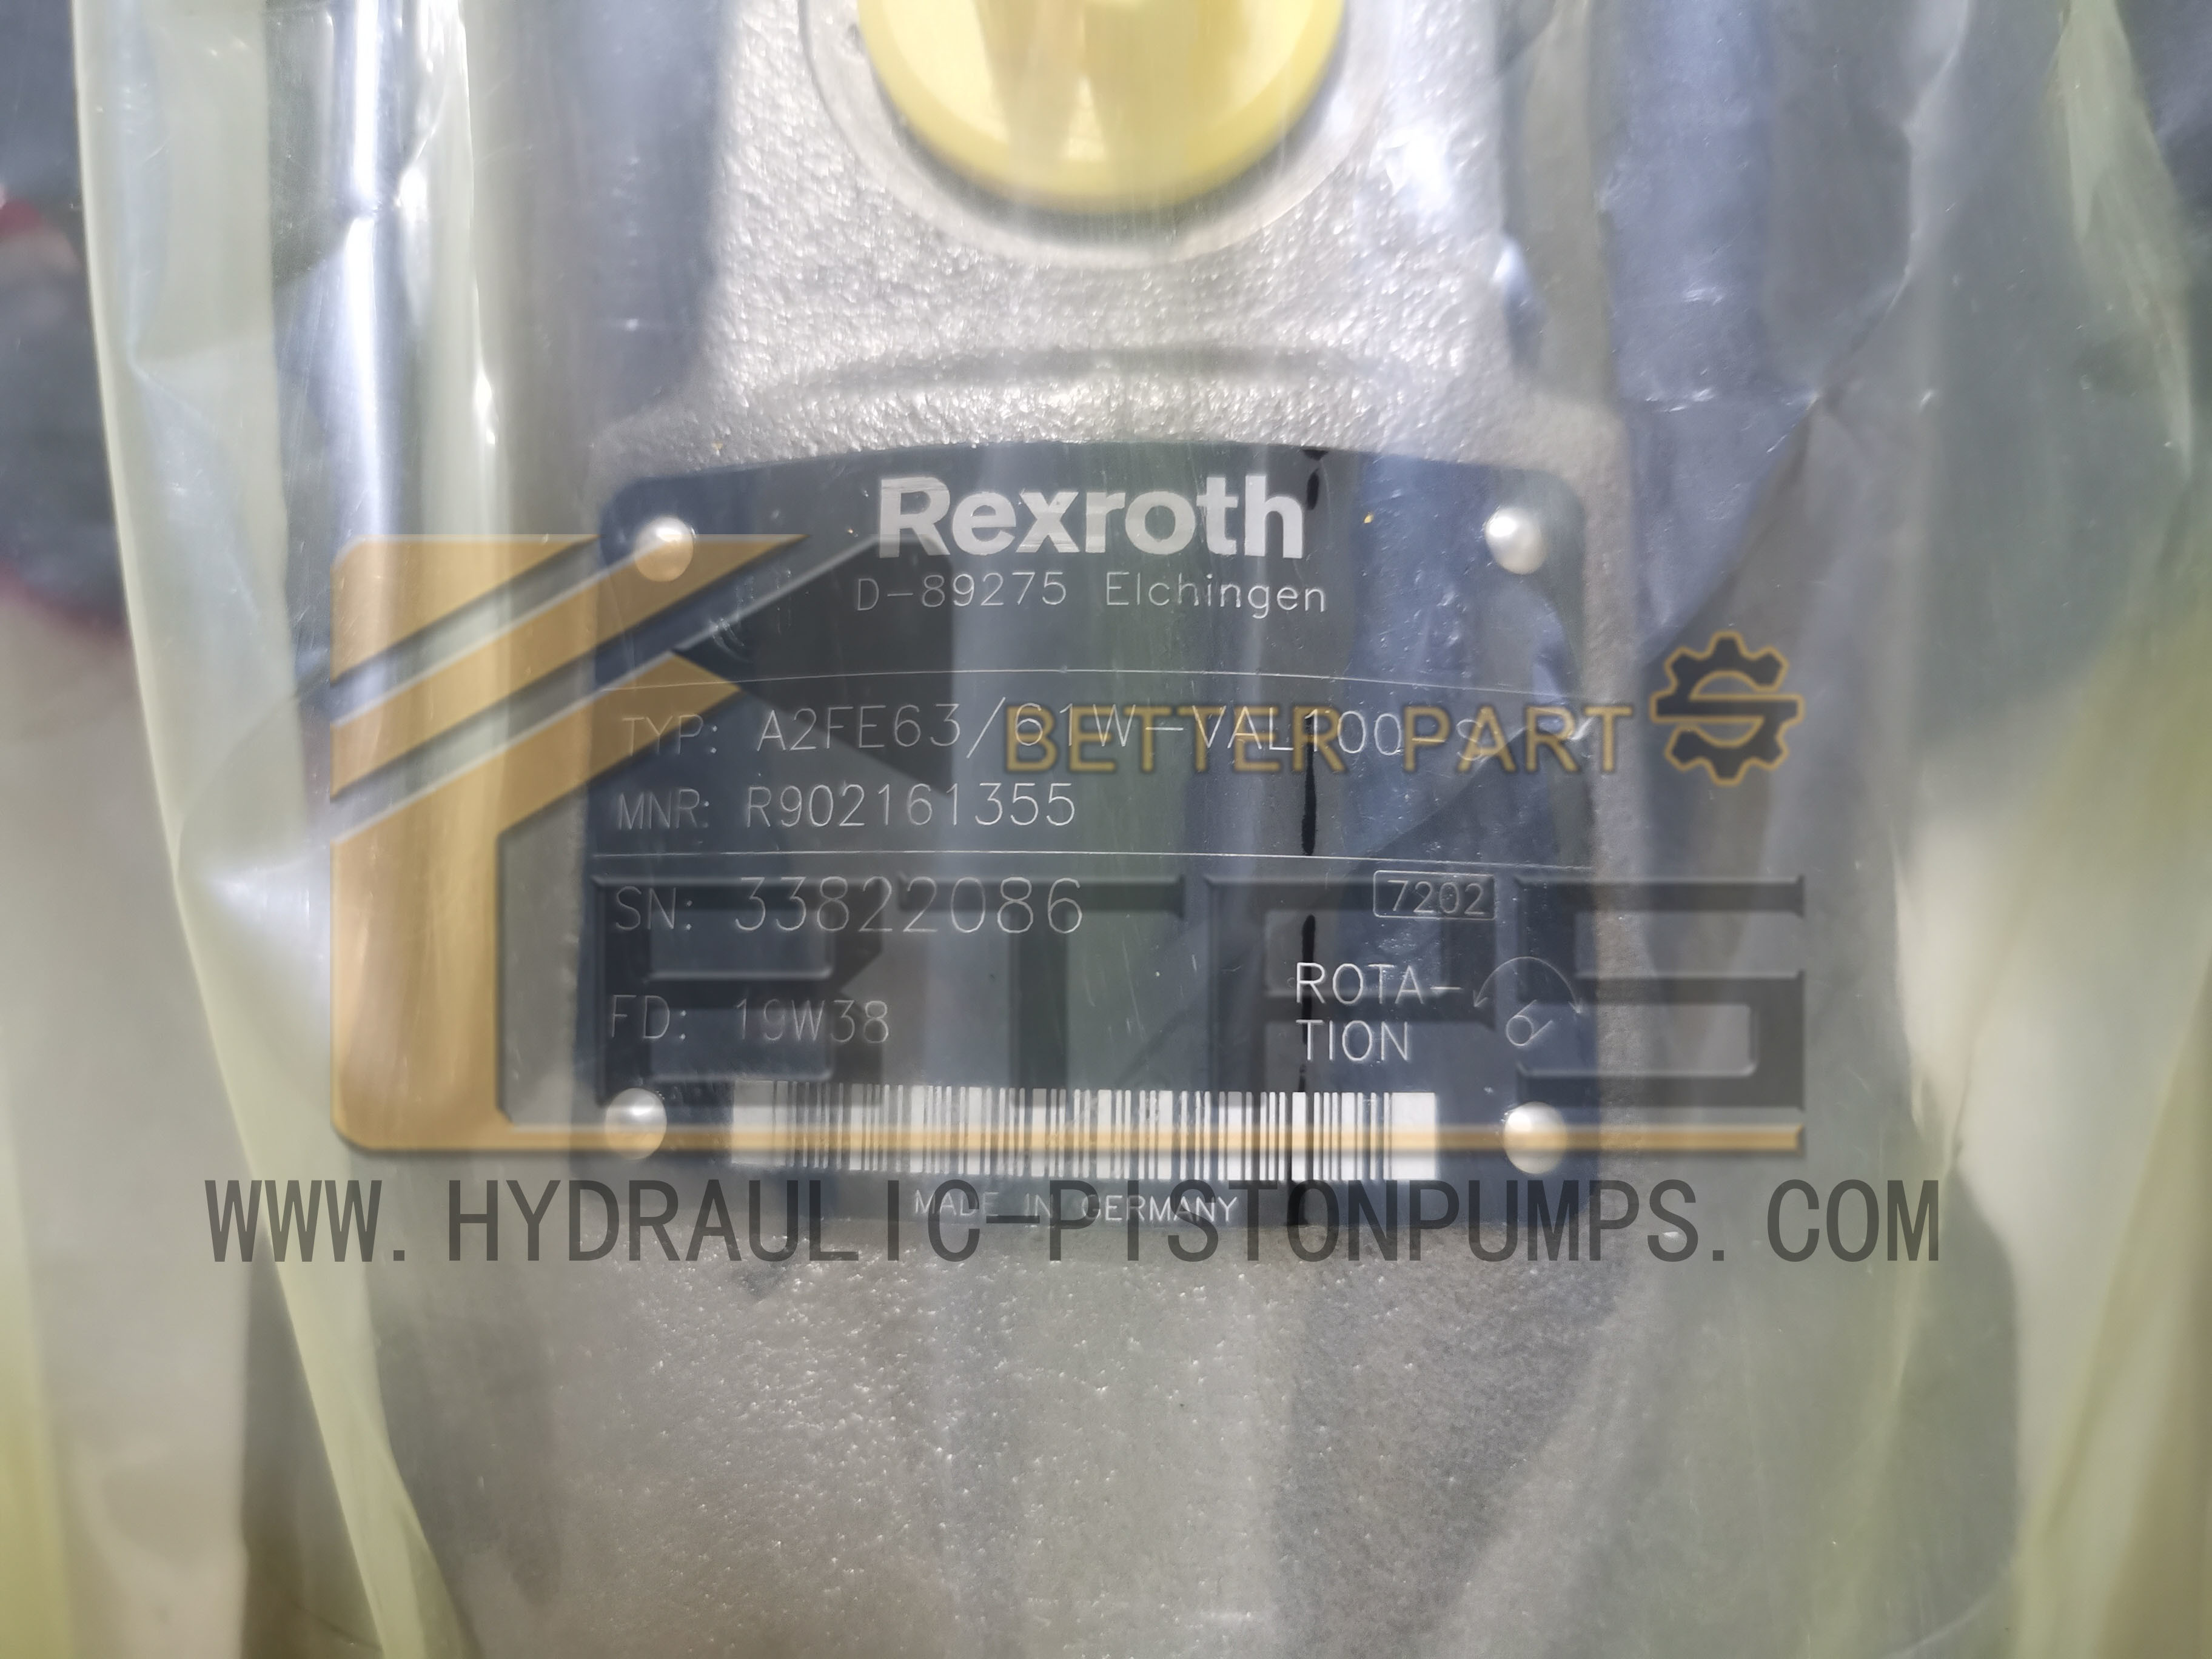 Rexroth
D-89275 Elchingen
TYP: A2FE63/61W-VAL100-S
BETTER PART
MNR: R902161355
SN: 33822086
7202
FD: 19W38
ROTA-
TION
MADE IN GERMANY
WWW.HYDRAULIC-PISTONPUMPS.COM